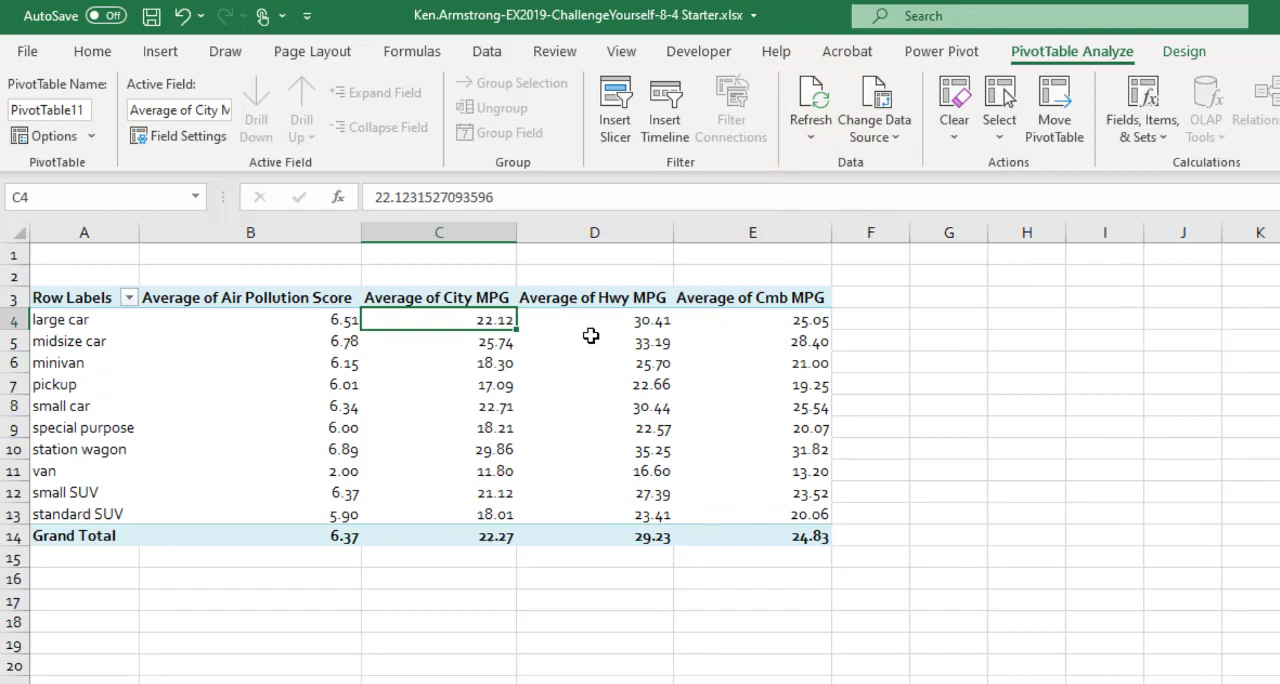 AutoSave Off Ken.Armstrong-EX2019-ChallengeYourself-8-4 Starter.xlsx Search
File Home Insert Draw Page Layout Formulas Data Review View Developer Help Acrobat Power Pivot PivotTable Analyze Design
PivotTable Name:
PivotTable11
Options
PivotTable
Active Field:
Average of City M
Field Settings
Drill
Down
Drill
Up
Expand Field
Collapse Field
Active Field
Group Selection
Ungroup
Group Field
Group
Insert
Slicer
Insert
Timeline
Filter
Connections
Filter
Refresh
Change Data
Source
Data
Clear
Select
Move
PivotTable
Actions
Fields, Items,
& Sets
OLAP
Tools
Relation
Calculations
C4 fx 22.1231527093596
A B C D E F G H I J K
1
2
3 Row Labels Average of Air Pollution Score Average of City MPG Average of Hwy MPG Average of Cmb MPG
4 large car 6.51 22.12 30.41 25.05
5 midsize car 6.78 25.74 33.19 28.40
6 minivan 6.15 18.30 25.70 21.00
7 pickup 6.01 17.09 22.66 19.25
8 small car 6.34 22.71 30.44 25.54
9 special purpose 6.00 18.21 22.57 20.07
10 station wagon 6.89 29.86 35.25 31.82
11 van 2.00 11.80 16.60 13.20
12 small SUV 6.37 21.12 27.39 23.52
13 standard SUV 5.90 18.01 23.41 20.06
14 Grand Total 6.37 22.27 29.23 24.83
15
16
17
18
19
20